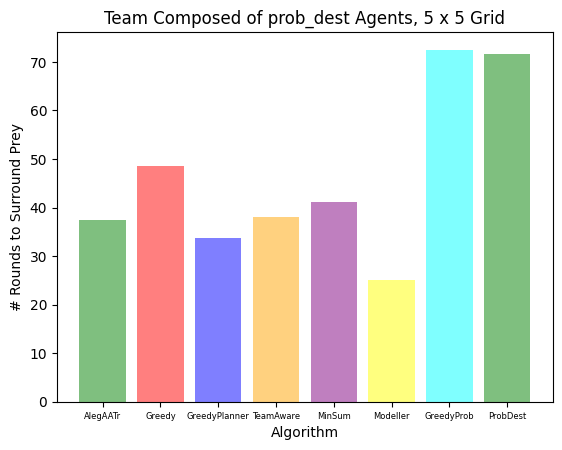 Team Composed of prob_dest Agents, 5 x 5 Grid
# Rounds to Surround Prey
70
60
50
40
30
20
10
0
AlegAATr Greedy GreedyPlanner TeamAware MinSum Modeller GreedyProb ProbDest
Algorithm